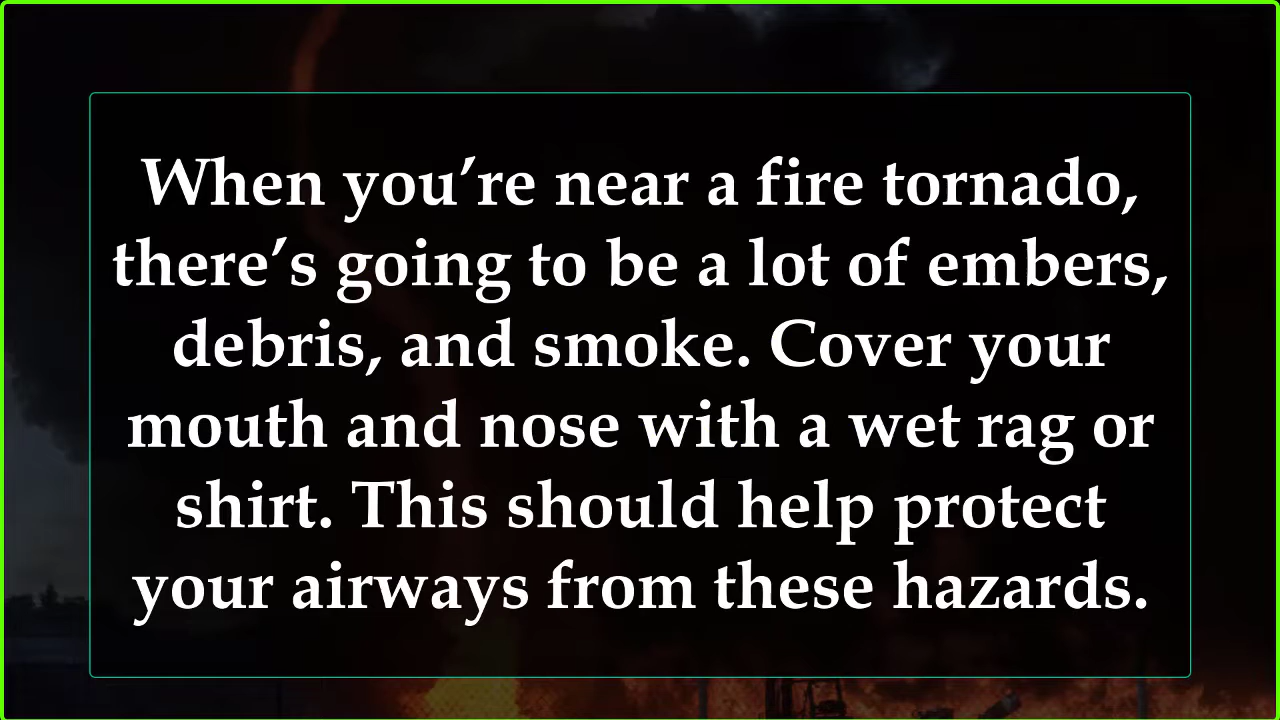 When you’re near a fire tornado,
there’s going to be a lot of embers,
debris, and smoke. Cover your
mouth and nose with a wet rag or
shirt. This should help protect
your airways from these hazards.